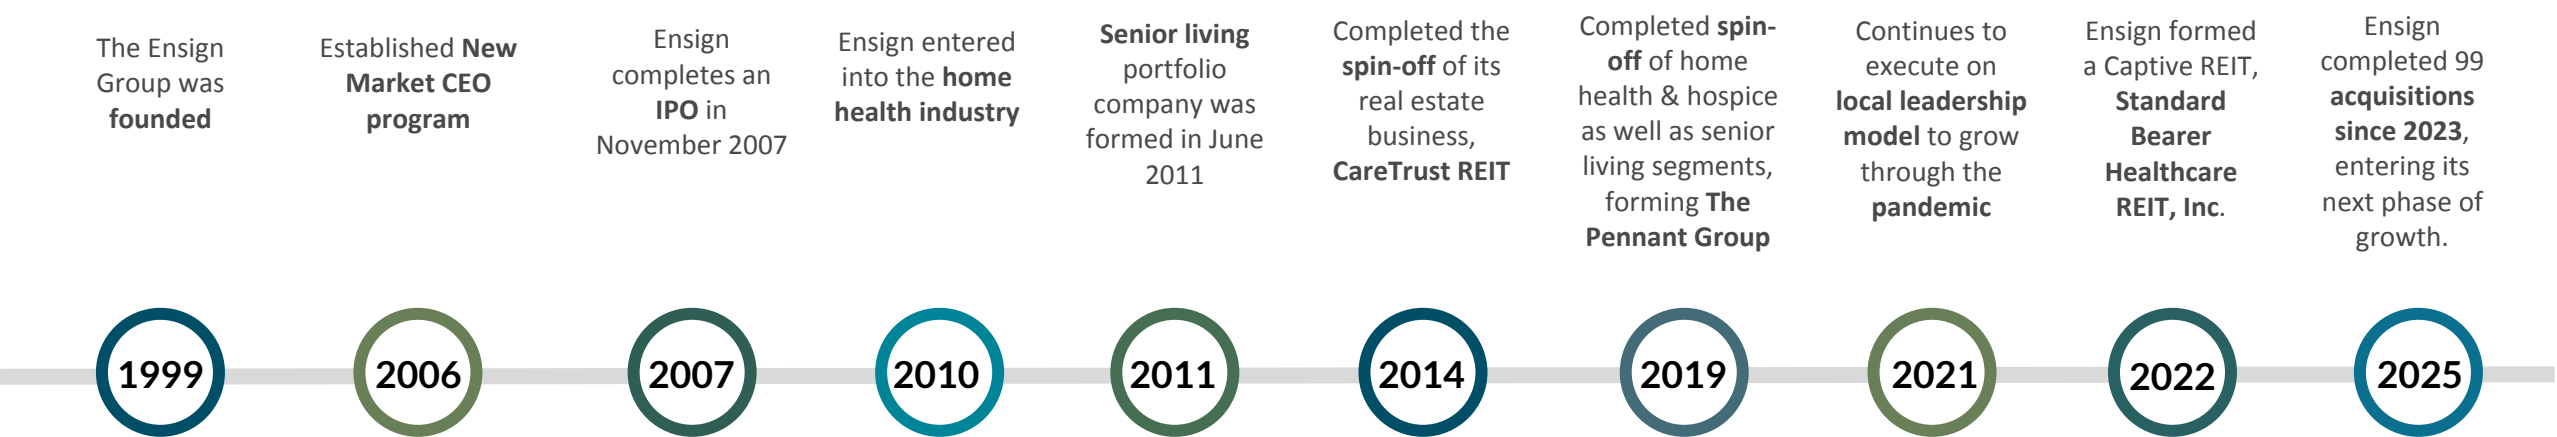 The Ensign
Group was
founded
Established New
Market CEO
program
Ensign
completes an
IPO in
November 2007
Ensign entered
into the home
health industry
Senior living
portfolio
company was
formed in June
2011
Completed the
spin-off of its
real estate
business,
CareTrust REIT
Completed spin-
off of home
health & hospice
as well as senior
living segments,
forming The
Pennant Group
Continues to
execute on
local leadership
model to grow
through the
pandemic
Ensign formed
a Captive REIT,
Standard
Bearer
Healthcare
REIT, Inc.
Ensign
completed 99
acquisitions
since 2023,
entering its
next phase of
growth.
1999
2006
2007
2010
2011
2014
2019
2021
2022
2025